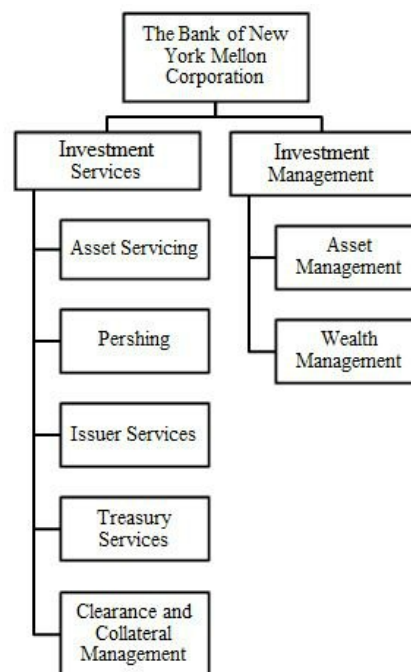 The Bank of New
York Mellon
Corporation
Investment
Services
Asset Servicing
Pershing
Issuer Services
Treasury
Services
Clearance and
Collateral
Management
Investment
Management
Asset
Management
Wealth
Management